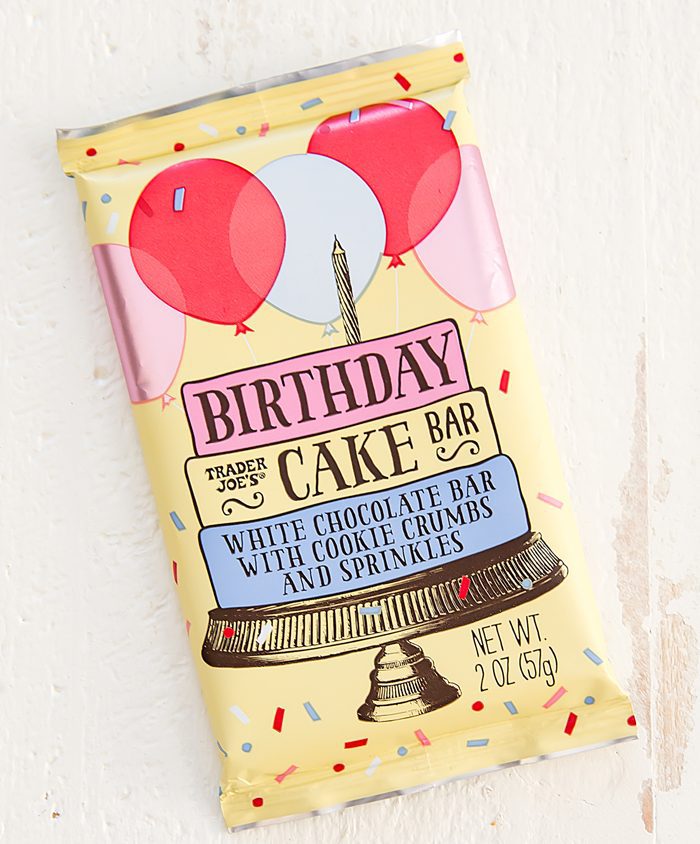 BIRTHDAY
TRADER
JOE'S®
CAKE BAR
WHITE CHOCOLATE BAR
WITH COOKIE CRUMBS
AND SPRINKLES
NET WT.
2 OZ (57g)